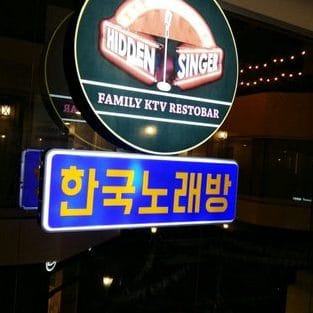 HIDDEN SINGER
FAMILY KTV RESTOBAR
한국노래방